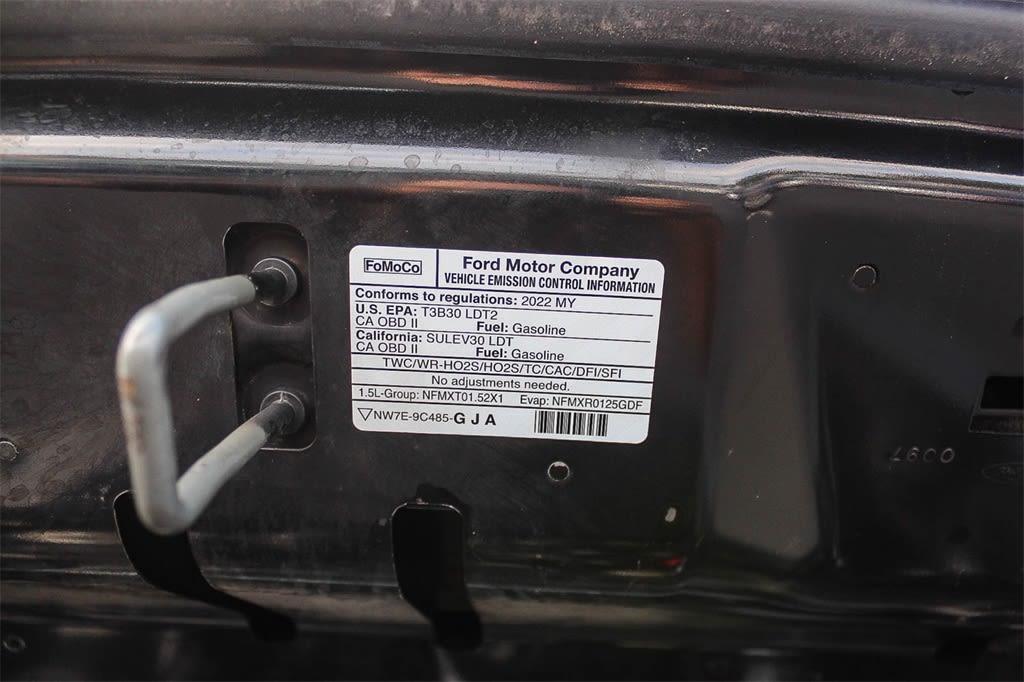 FoMoCo
Ford Motor Company
VEHICLE EMISSION CONTROL INFORMATION
Conforms to regulations: 2022 MY
U.S. EPA: T3B30 LDT2
CA OBD II Fuel: Gasoline
California: SULEV30 LDT
CA OBD II Fuel: Gasoline
TWC/WR-HO2S/HO2S/TC/CAC/DFI/SFI
No adjustments needed.
1.5L-Group: NFMXT01.52X1 Evap: NFMXR0125GDF
NW7E-9C485-G J A